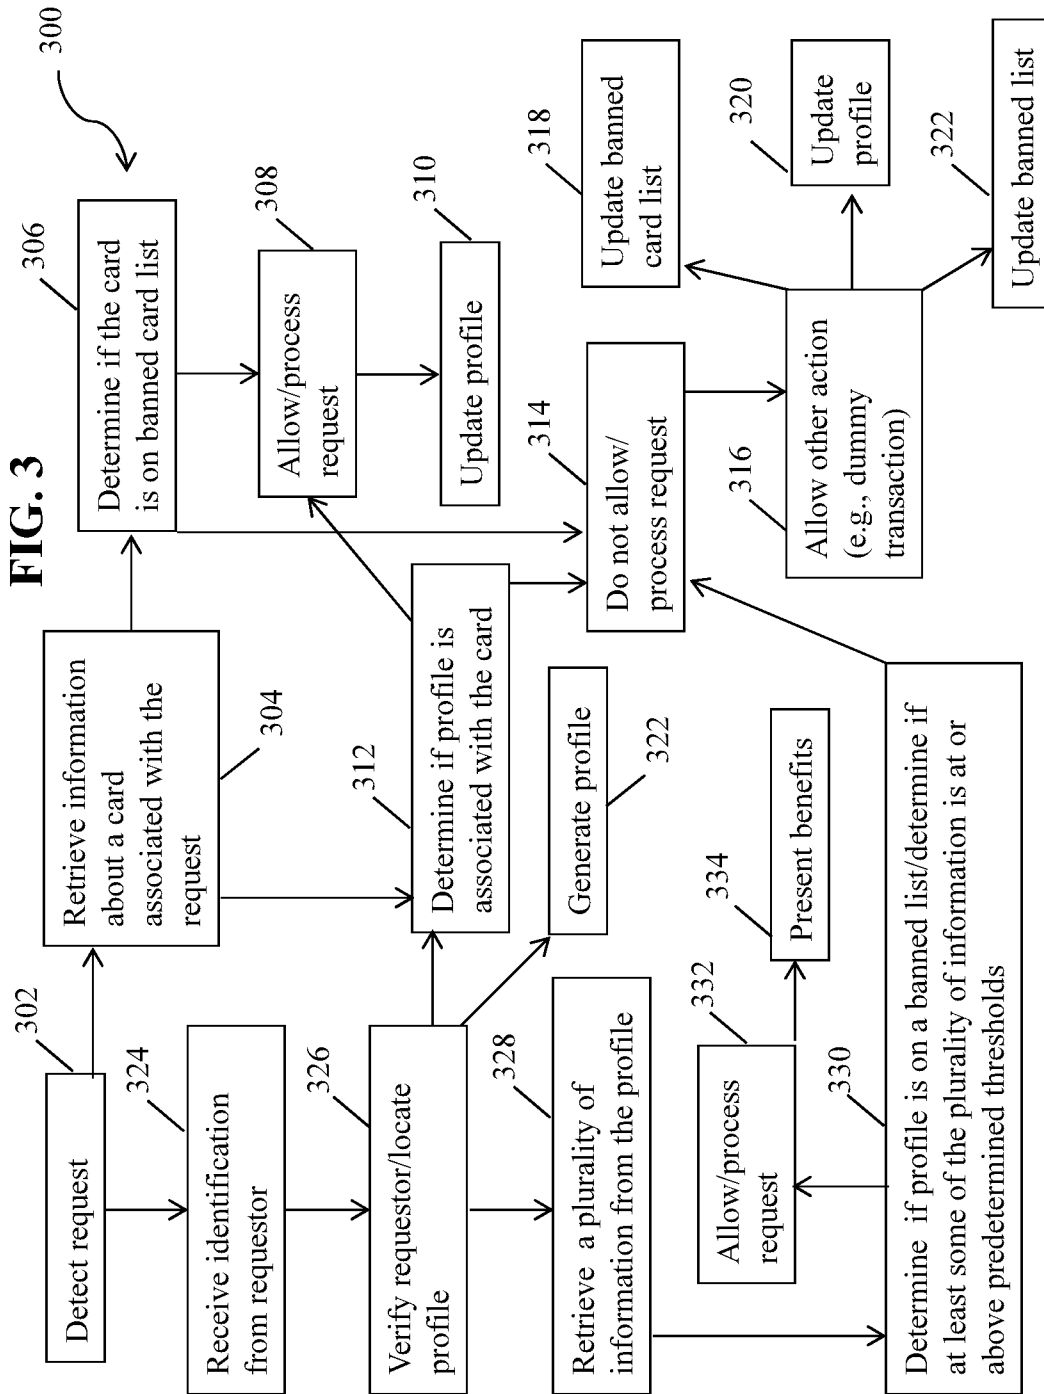 FIG. 3
300
302
Detect request
304
Retrieve information
about a card
associated with the
request
306
Determine if the card
is on banned card list
324
Receive identification
from requestor
308
Allow/process
request
326
Verify requestor/locate
profile
312
Determine if profile is
associated with the card
310
Update profile
328
Retrieve  a plurality of
information from the profile
Generate profile
322
314
Do not allow/
process request
318
Update banned
card list
332
Allow/process
request
334
Present benefits
316
Allow other action
(e.g., dummy
transaction)
320
Update
profile
330
Determine  if profile is on a banned list/determine if
at least some of the plurality of information is at or
above predetermined thresholds
322
Update banned list